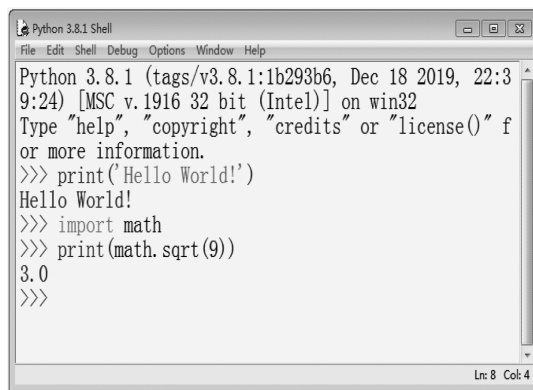 Python 3.8.1 Shell
File Edit Shell Debug Options Window Help
Python 3.8.1 (tags/v3.8.1:1b293b6, Dec 18 2019, 22:3
9:24) [MSC v.1916 32 bit (Intel)] on win32
Type "help", "copyright", "credits" or "license()" f
or more information.
>>> print('Hello World!')
Hello World!
>>> import math
>>> print(math.sqrt(9))
3.0
>>>
Ln: 8 Col: 4